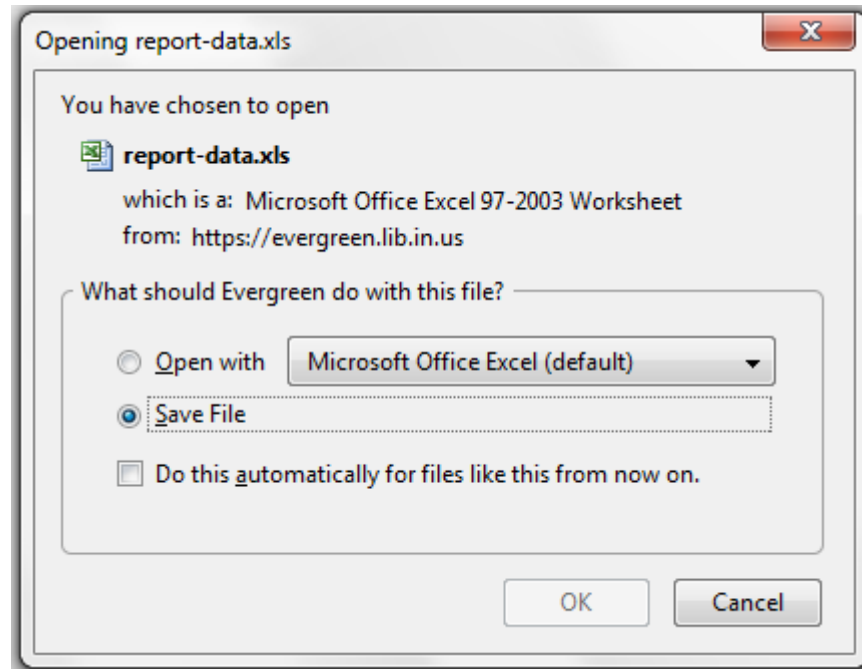 Opening report-data.xls
You have chosen to open
report-data.xls
which is a: Microsoft Office Excel 97-2003 Worksheet
from: https://evergreen.lib.in.us
What should Evergreen do with this file?
Open with Microsoft Office Excel (default)
Save File
Do this automatically for files like this from now on.
OK Cancel